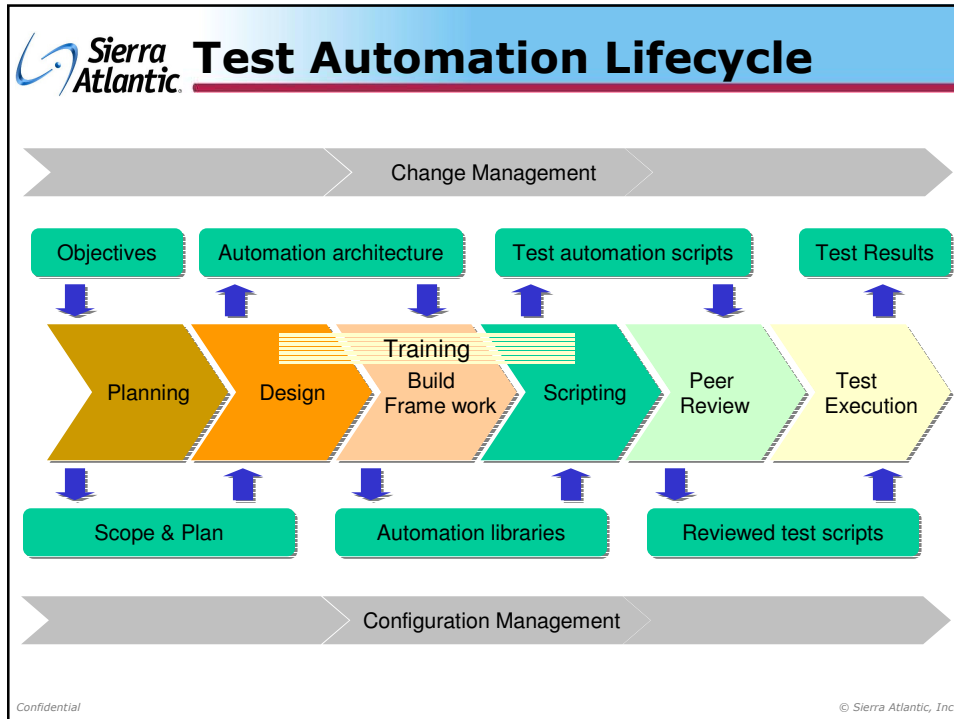 Sierra
Atlantic
Test Automation Lifecycle
Change Management
Objectives
Automation architecture
Test automation scripts
Test Results
Training
Planning
Design
Build
Frame work
Scripting
Peer
Review
Test
Execution
Scope & Plan
Automation libraries
Reviewed test scripts
Configuration Management
Confidential
© Sierra Atlantic, Inc